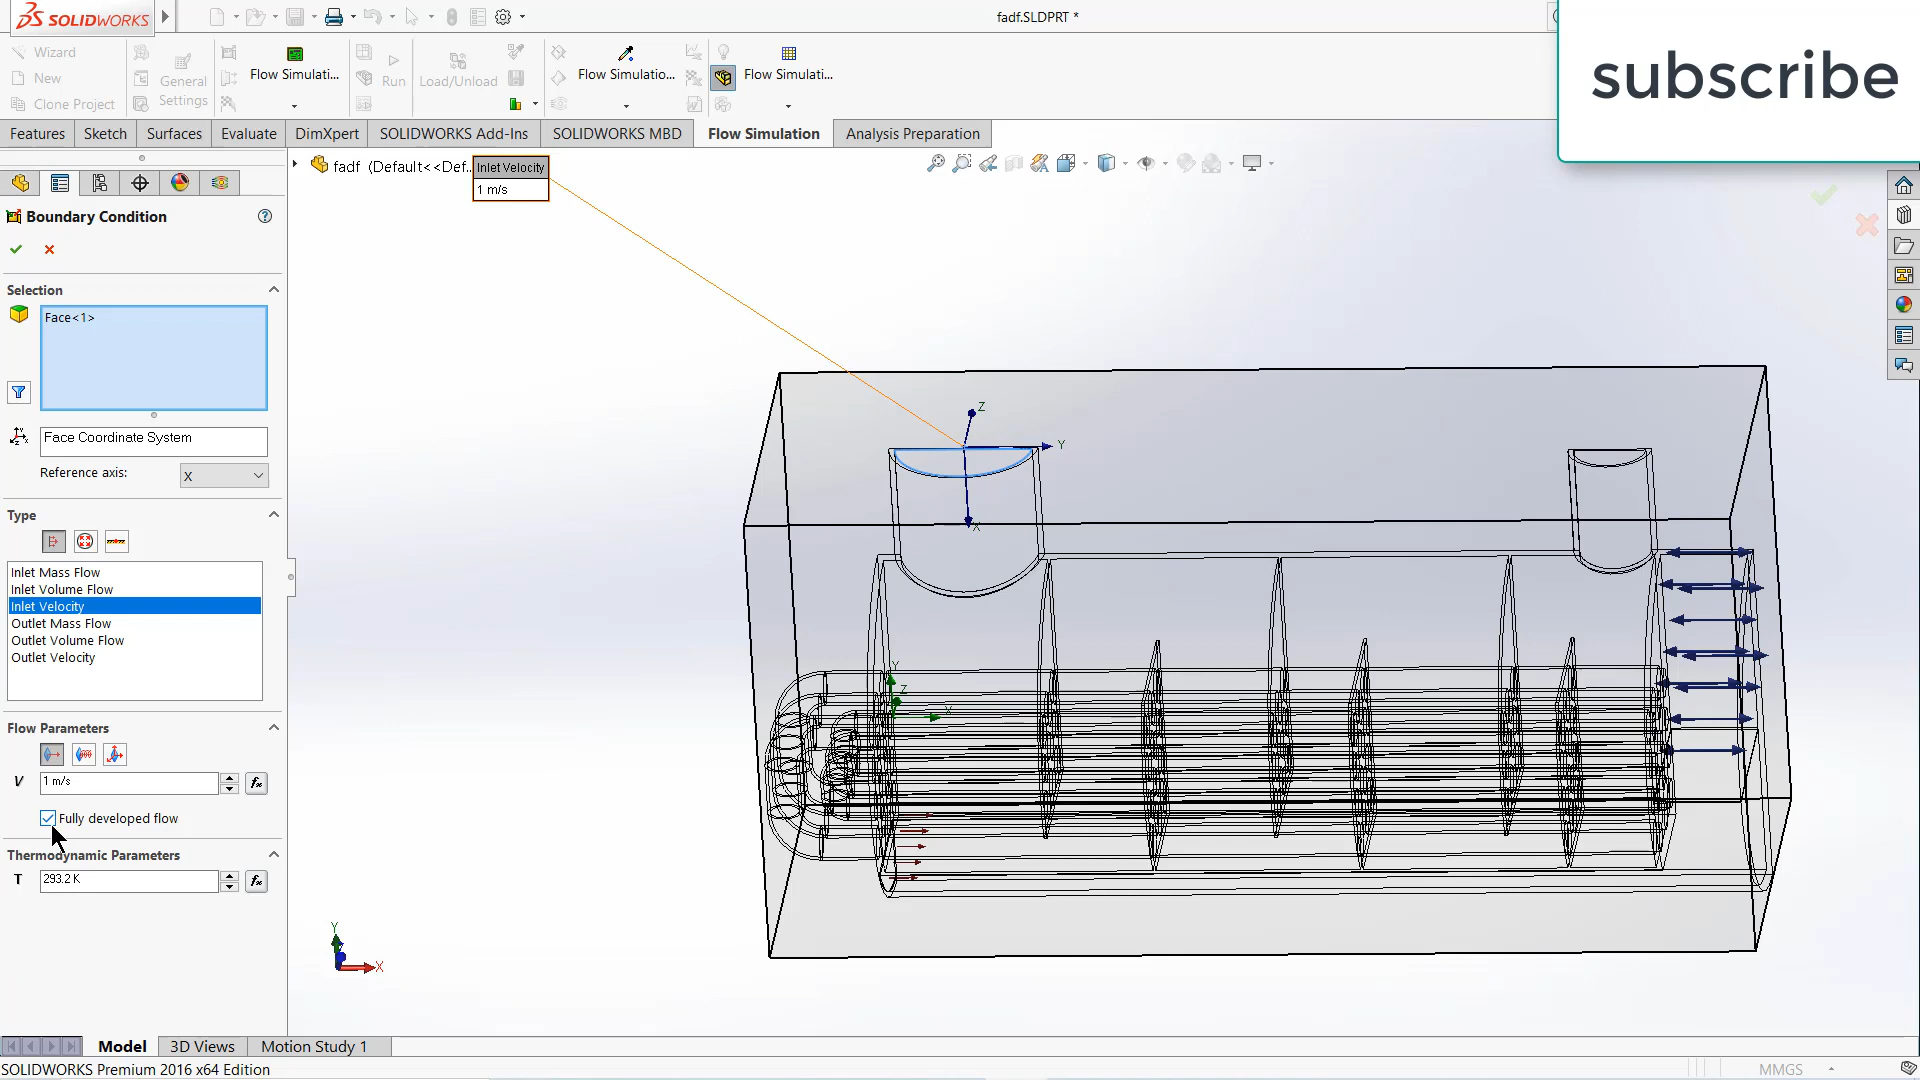 SOLIDWORKS
fadf.SLDPRT *
subscribe
Wizard
New
Clone Project
General
Settings
Flow Simulati...
Run
Load/Unload
Flow Simulatio...
Flow Simulati...
Features
Sketch
Surfaces
Evaluate
DimXpert
SOLIDWORKS Add-Ins
SOLIDWORKS MBD
Flow Simulation
Analysis Preparation
fadf (Default<<Def...
Inlet Velocity
1 m/s
Boundary Condition
Selection
Face<1>
Face Coordinate System
Reference axis:
X
Type
Inlet Mass Flow
Inlet Volume Flow
Inlet Velocity
Outlet Mass Flow
Outlet Volume Flow
Outlet Velocity
Flow Parameters
V
1 m/s
fx
Fully developed flow
Thermodynamic Parameters
T
293.2 K
fx
Z
Y
X
Y
Z
X
Y
X
Model
3D Views
Motion Study 1
SOLIDWORKS Premium 2016 x64 Edition
MMGS